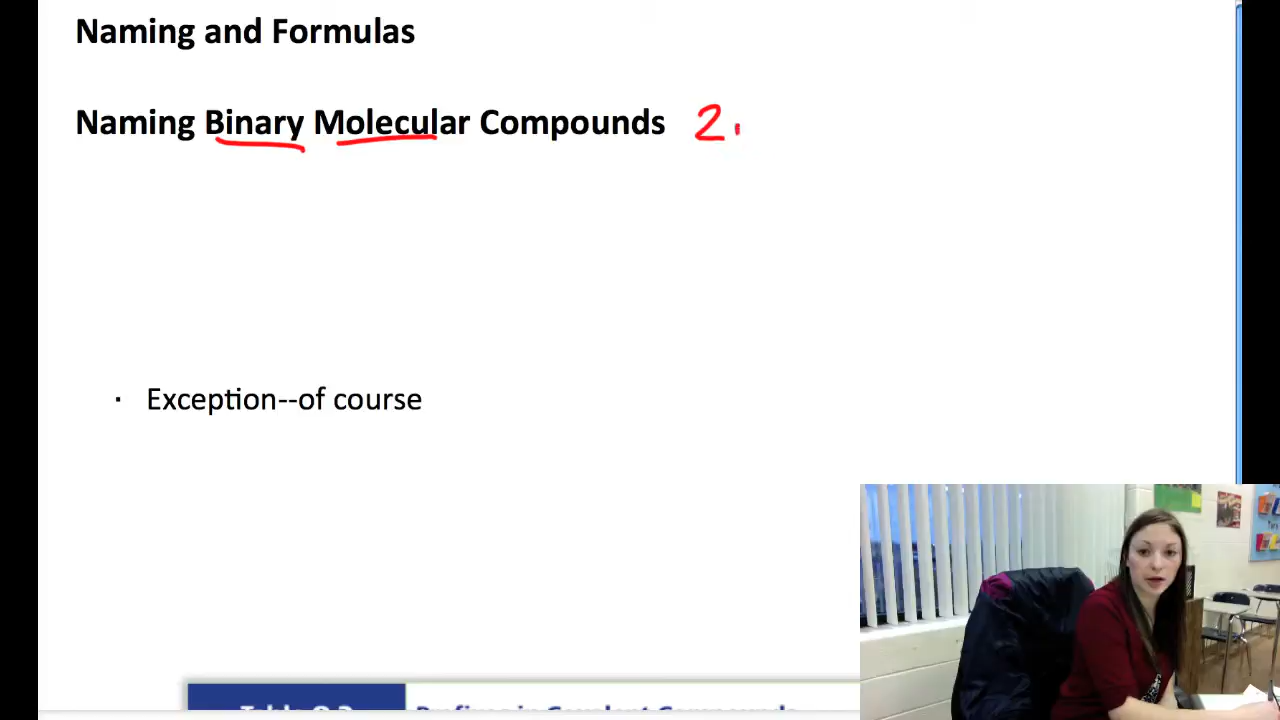 Naming and Formulas
Naming Binary Molecular Compounds 2
· Exception--of course